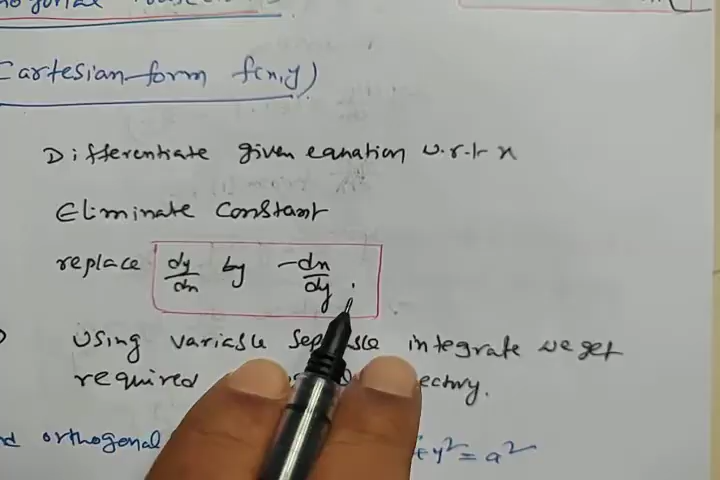 Cartesian form f(x,y)
Differentiate given equation w.r.t x
Eliminate Constant
replace dy/dx by -dx/dy.
Using variable integrate we get
required
orthogonal + y² = a²